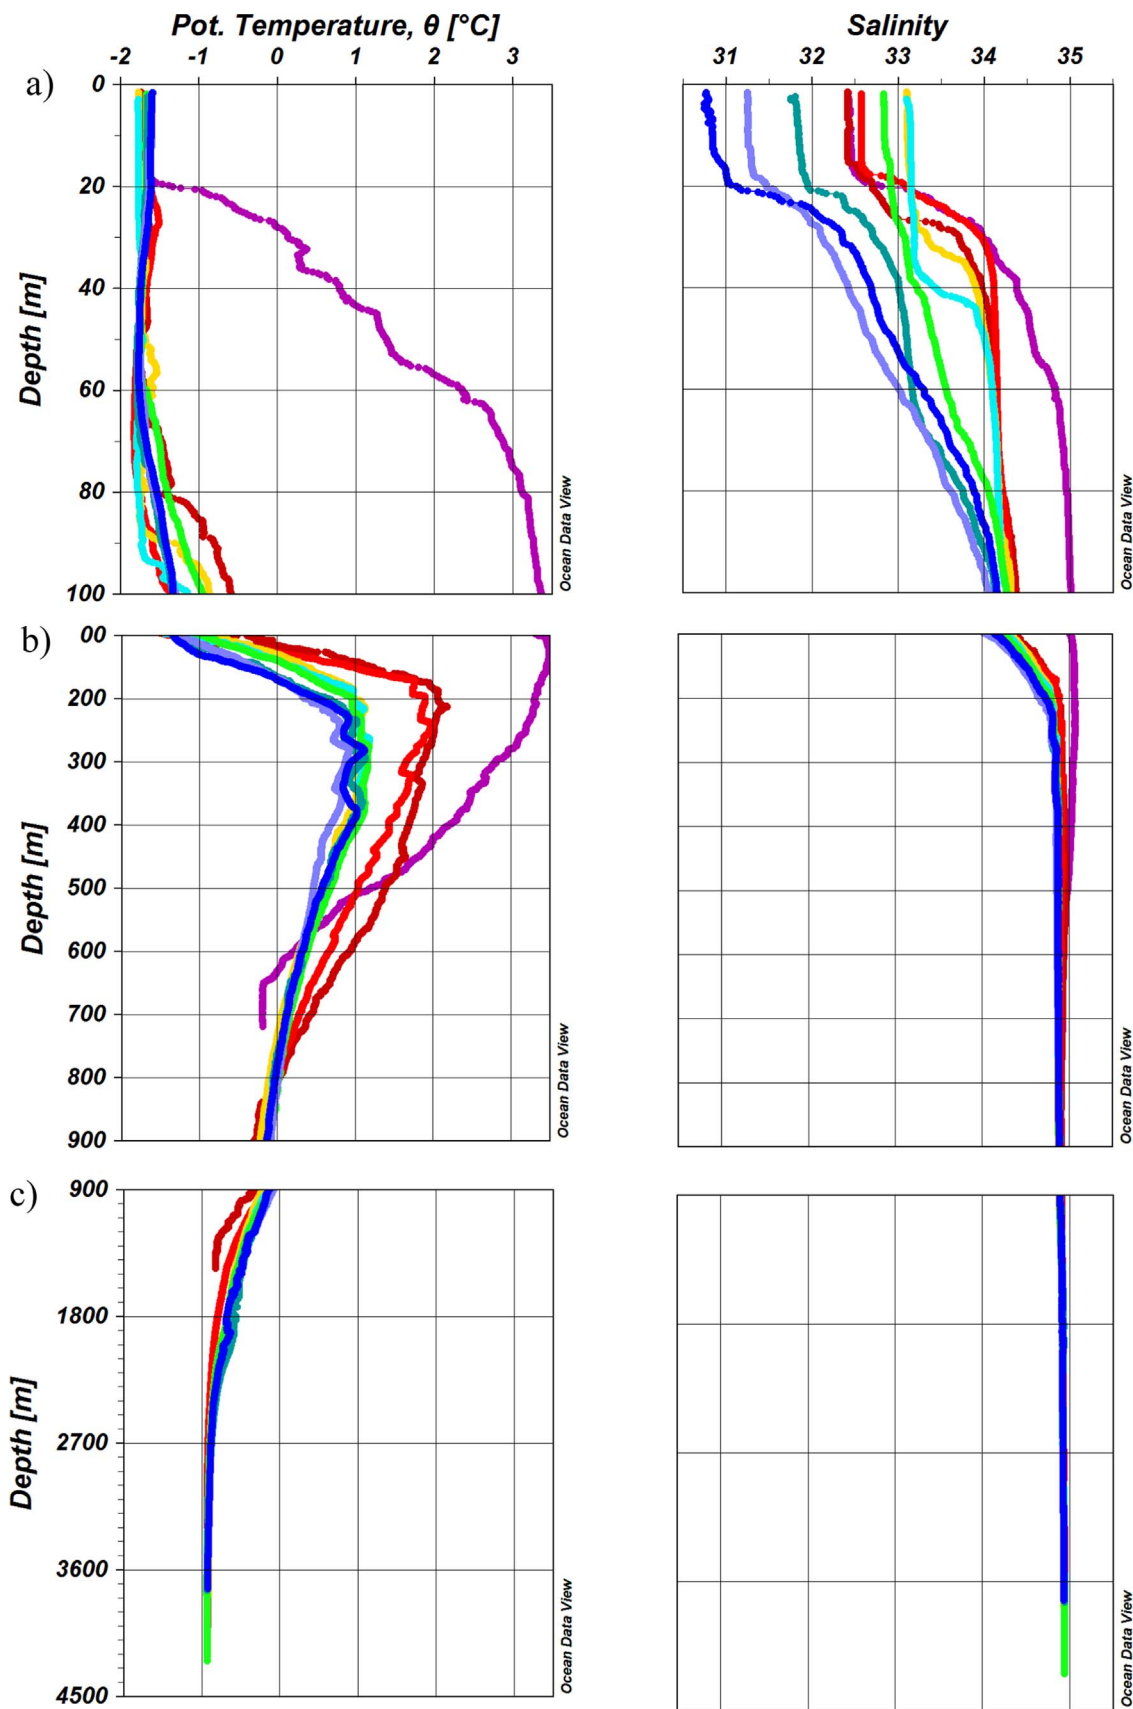 Pot. Temperature, θ [°C]
Salinity
-2 -1 0 1 2 3
31 32 33 34 35
a)
0
20
40
60
80
100
Depth [m]
Ocean Data View
Ocean Data View
b)
00
200
300
400
500
600
700
800
900
Depth [m]
Ocean Data View
Ocean Data View
c)
900
1800
2700
3600
4500
Depth [m]
Ocean Data View
Ocean Data View